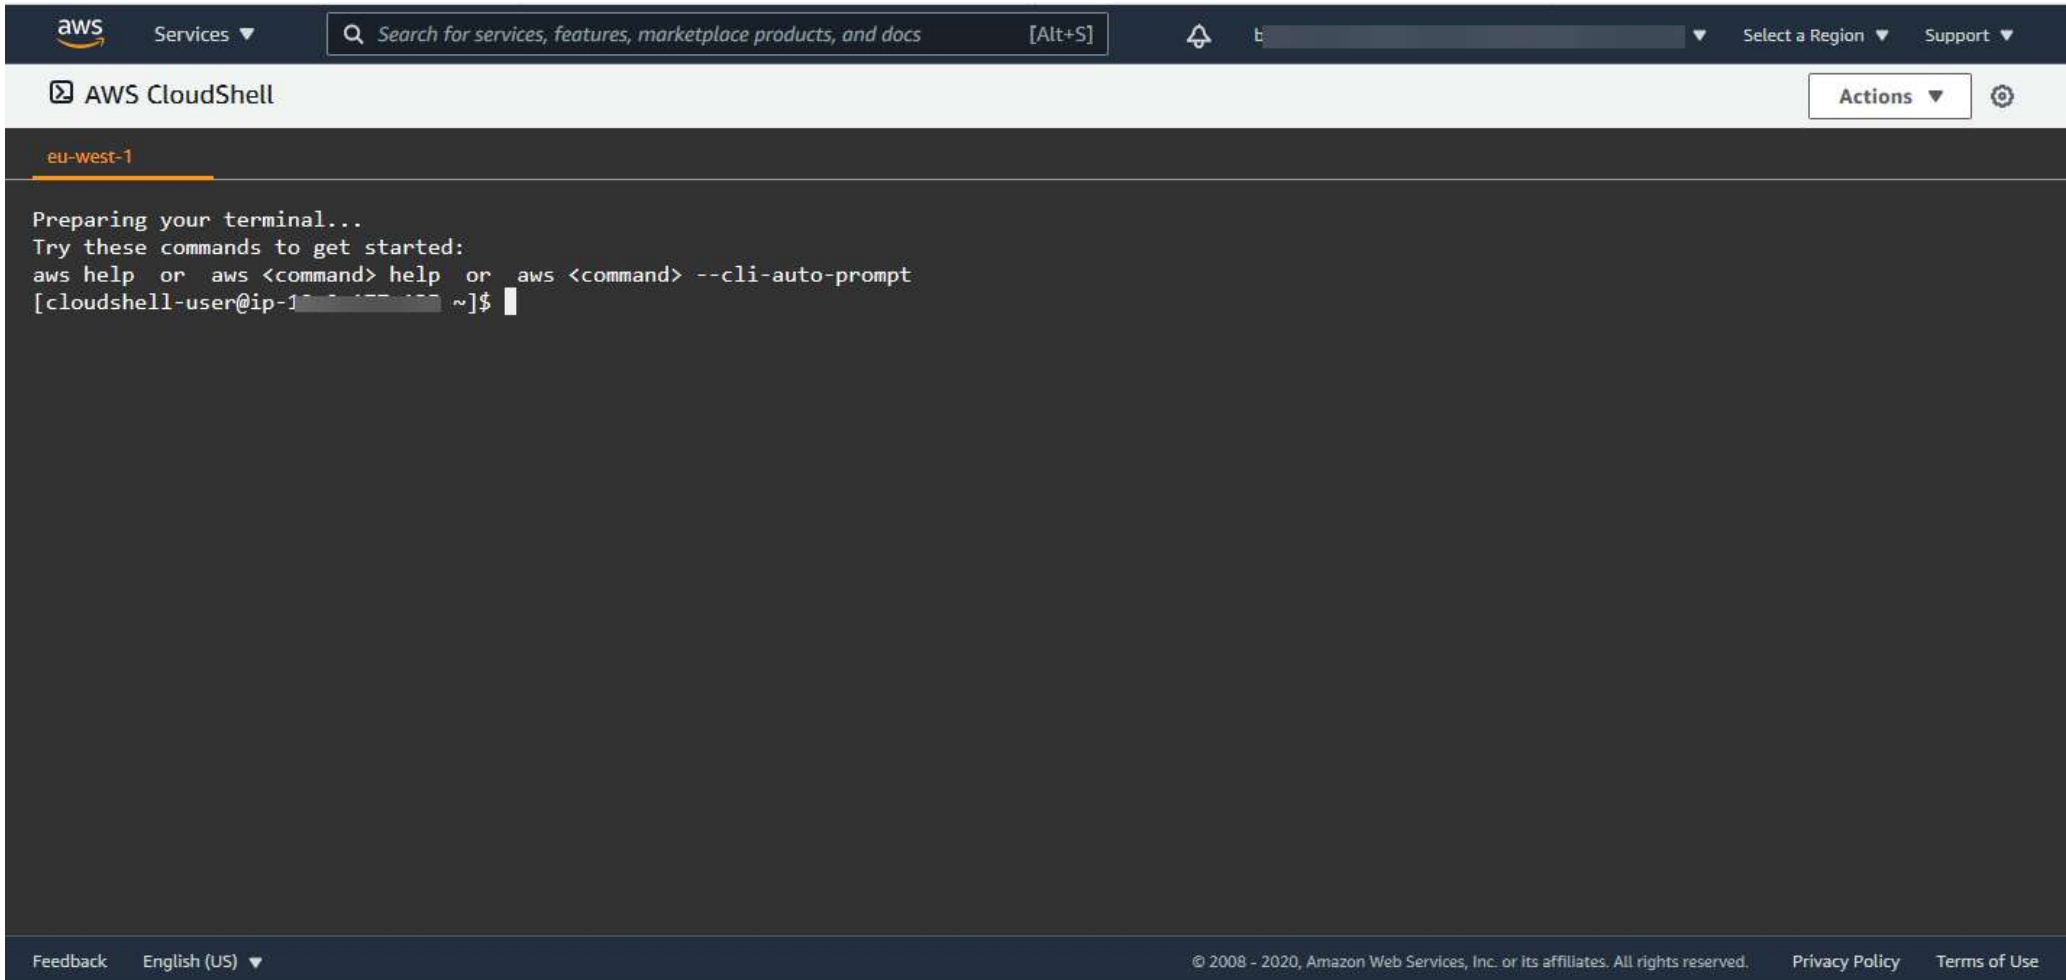 aws Services ▼ Search for services, features, marketplace products, and docs [Alt+S] ▼ Select a Region ▼ Support ▼
AWS CloudShell Actions ▼
eu-west-1
Preparing your terminal...
Try these commands to get started:
aws help or aws <command> help or aws <command> --cli-auto-prompt
[cloudshell-user@ip- ~]$
Feedback English (US) ▼ © 2008 - 2020, Amazon Web Services, Inc. or its affiliates. All rights reserved. Privacy Policy Terms of Use